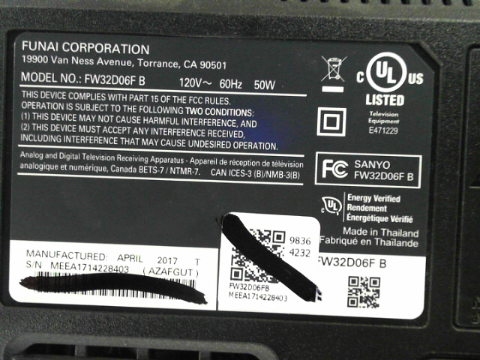 FUNAI CORPORATION
19900 Van Ness Avenue, Torrance, CA 90501
MODEL NO.: FW32D06F B 120V~ 60Hz 50W
THIS DEVICE COMPLIES WITH PART 15 OF THE FCC RULES.
OPERATION IS SUBJECT TO THE FOLLOWING TWO CONDITIONS:
(1) THIS DEVICE MAY NOT CAUSE HARMFUL INTERFERENCE, AND
(2) THIS DEVICE MUST ACCEPT ANY INTERFERENCE RECEIVED,
INCLUDING INTERFERENCE THAT MAY CAUSE UNDESIRED OPERATION.
Analog and Digital Television Receiving Apparatus - Appareil de réception de télévision
analogique et numérique, Canada BETS-7 / NTMR-7. CAN ICES-3 (B)/NMB-3(B)
C UL US
LISTED
Television
Equipment
E471229
FC SANYO
FW32D06F B
UL Energy Verified
Rendement
Énergétique Vérifié
Made in Thailand
Fabriqué en Thaïlande
FW32D06F B
MANUFACTURED: APRIL 2017 T
S/N MEEA1714228403 (AZAFGUT)
9836
4232
FW32D06FB
MEEA1714228403